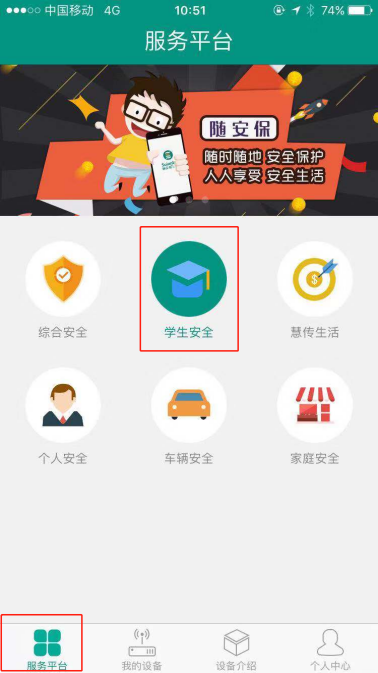 中国移动 4G 10:51 74%
服务平台
随安保
随时随地 安全保护
人人享受 安全生活
综合安全 学生安全 慧传生活
个人安全 车辆安全 家庭安全
服务平台 我的设备 设备介绍 个人中心